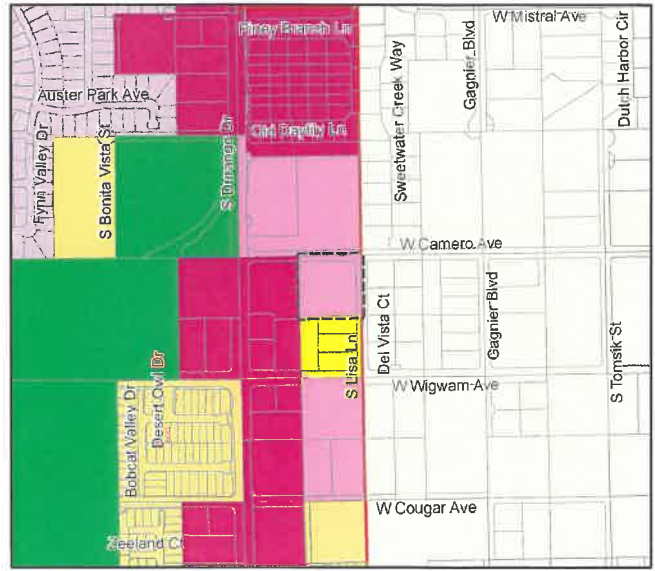 W Mistral Ave
Piney Branch Ln
Dutch Harbor Cir
Gagnier Blvd
Sweetwater Creek Way
Auster Park Ave
Old Dayfily Ln
S Durango Dr
Fynn Valley Dr
S Bonita Vista St
W Camero Ave
Del Vista Ct
Gagnier Blvd
S Tomsik St
S Lisa Ln
W Wigwam Ave
Desert Owl Dr
Bobcat Valley Dr
W Cougar Ave
Zeeland Ct